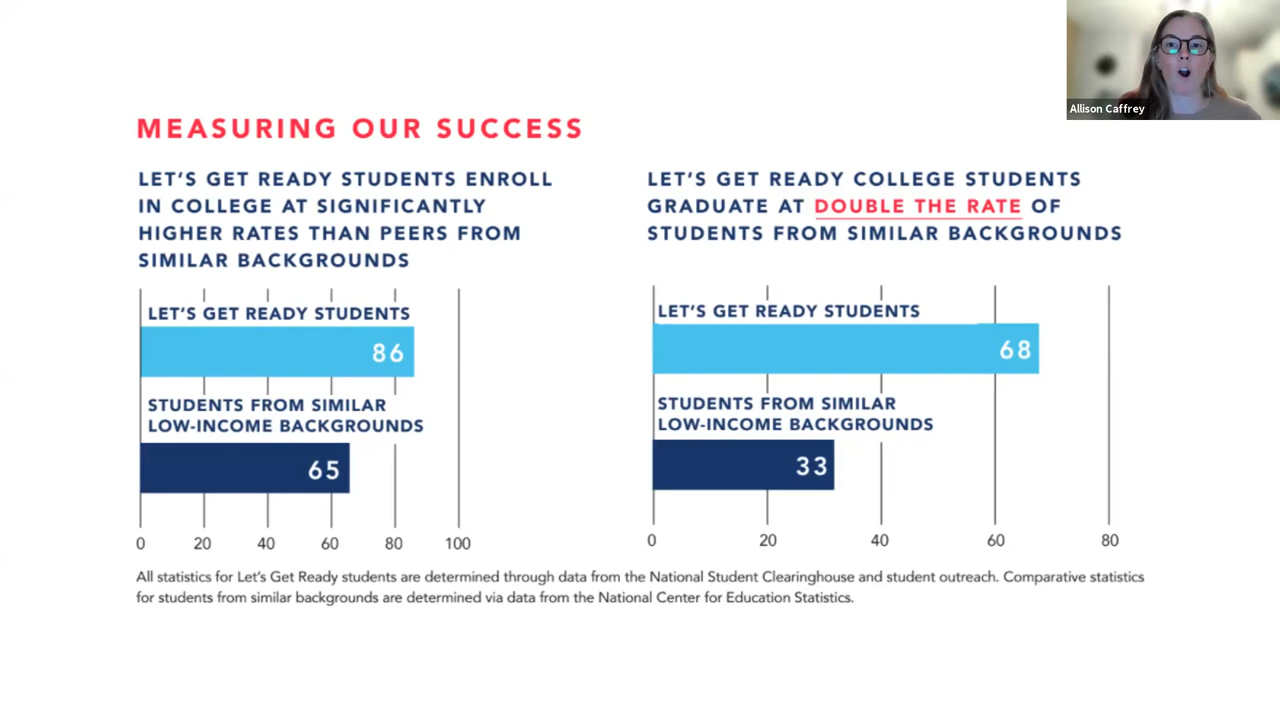 Allison Caffrey
MEASURING OUR SUCCESS
LET'S GET READY STUDENTS ENROLL
IN COLLEGE AT SIGNIFICANTLY
HIGHER RATES THAN PEERS FROM
SIMILAR BACKGROUNDS
LET'S GET READY STUDENTS
86
STUDENTS FROM SIMILAR
LOW-INCOME BACKGROUNDS
65
0 20 40 60 80 100
LET'S GET READY COLLEGE STUDENTS
GRADUATE AT DOUBLE THE RATE OF
STUDENTS FROM SIMILAR BACKGROUNDS
LET'S GET READY STUDENTS
68
STUDENTS FROM SIMILAR
LOW-INCOME BACKGROUNDS
33
0 20 40 60 80
All statistics for Let's Get Ready students are determined through data from the National Student Clearinghouse and student outreach. Comparative statistics
for students from similar backgrounds are determined via data from the National Center for Education Statistics.